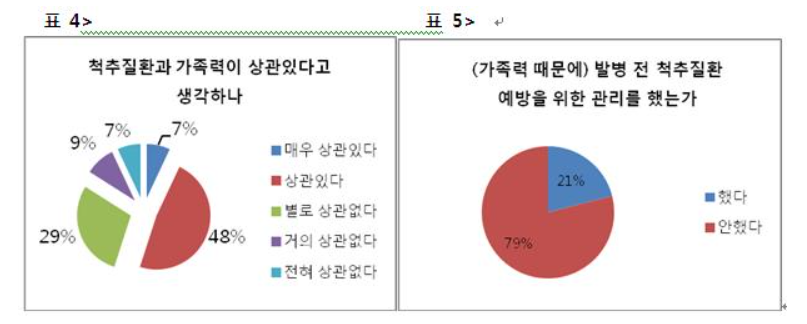 표 4>
표 5>
척추질환과 가족력이 상관있다고
생각하나
7%
48%
29%
9%
7%
매우 상관있다
상관있다
별로 상관없다
거의 상관없다
전혀 상관없다
(가족력 때문에) 발병 전 척추질환
예방을 위한 관리를 했는가
21%
79%
했다
안했다